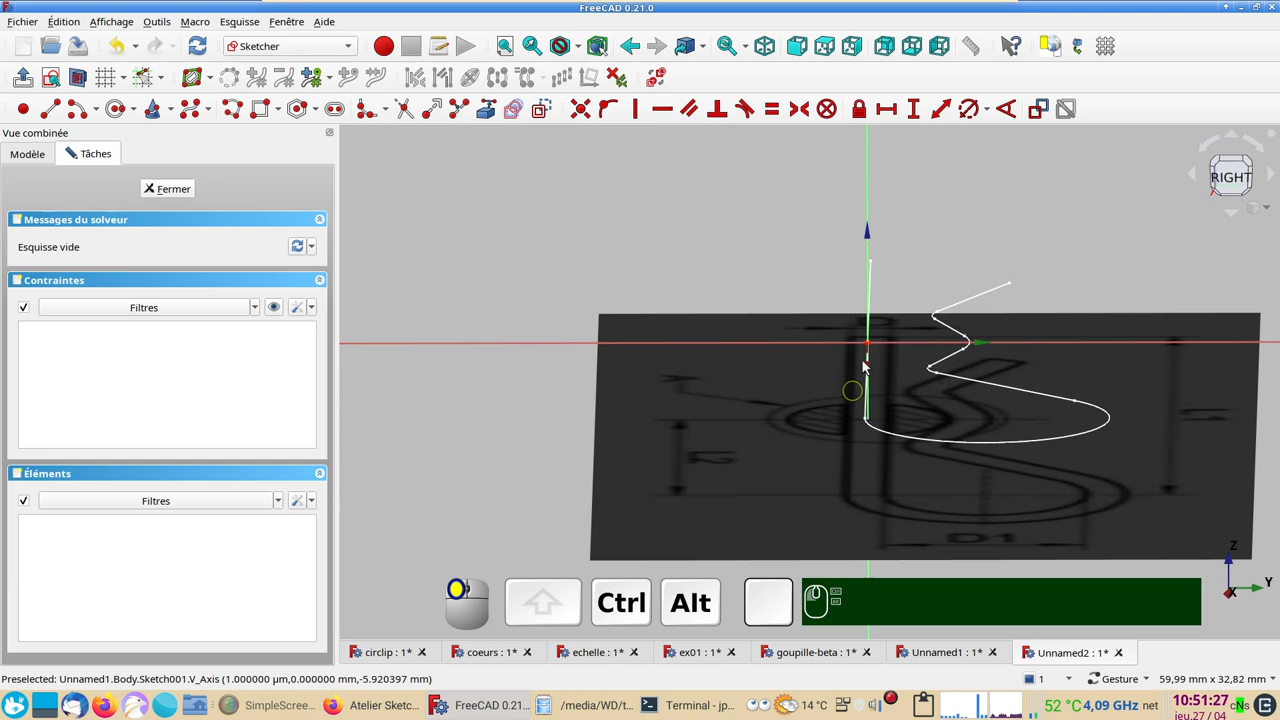 FreeCAD 0.21.0
Fichier Édition Affichage Outils Macro Esquisse Fenêtre Aide
Sketcher
Vue combinée
Modèle Tâches
Fermer
Messages du solveur
Esquisse vide
Contraintes
Filtres
Éléments
Filtres
RIGHT
D1
Z
Y
X
Ctrl Alt
Ctrl
Alt
circlip : 1* coeurs : 1* echelle : 1* ex01 : 1* goupille-beta : 1* Unnamed1 : 1* Unnamed2 : 1*
Preselected: Unnamed1.Body.Sketch001.V_Axis (1.000000 µm,0.000000 mm,-5.920397 mm) 1 Gesture 59,99 mm x 32,82 mm
SimpleScree... Atelier Sketc... FreeCAD 0.21... /media/WD/t... Terminal - jp... 14 °C 52 °C 4,09 GHz net 10:51:27
jeu.27 / 04